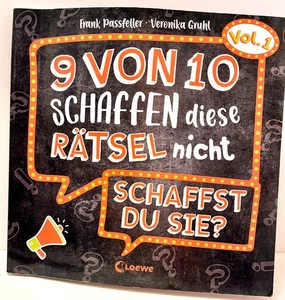 Frank Passfeller · Veronika Gruhl
Vol. 1
9 VON 10
SCHAFFEN diese
RÄTSEL nicht
SCHAFFST
DU SIE?
Loewe